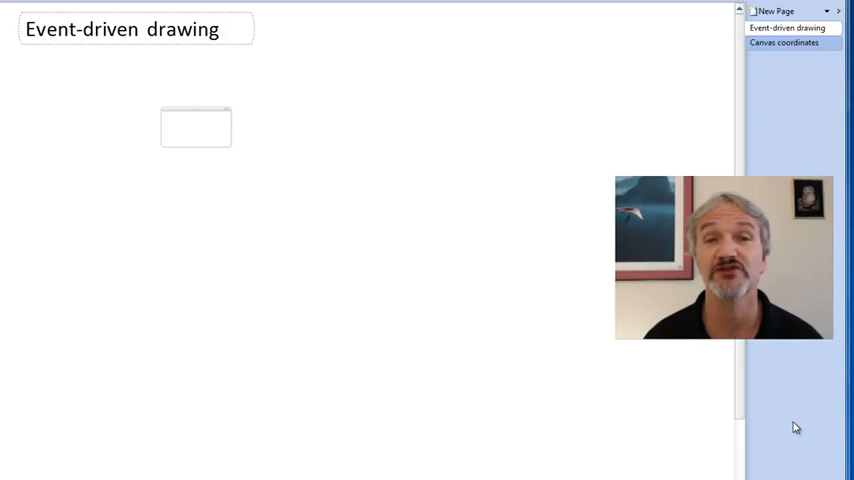 Event-driven drawing
New Page
Event-driven drawing
Canvas coordinates